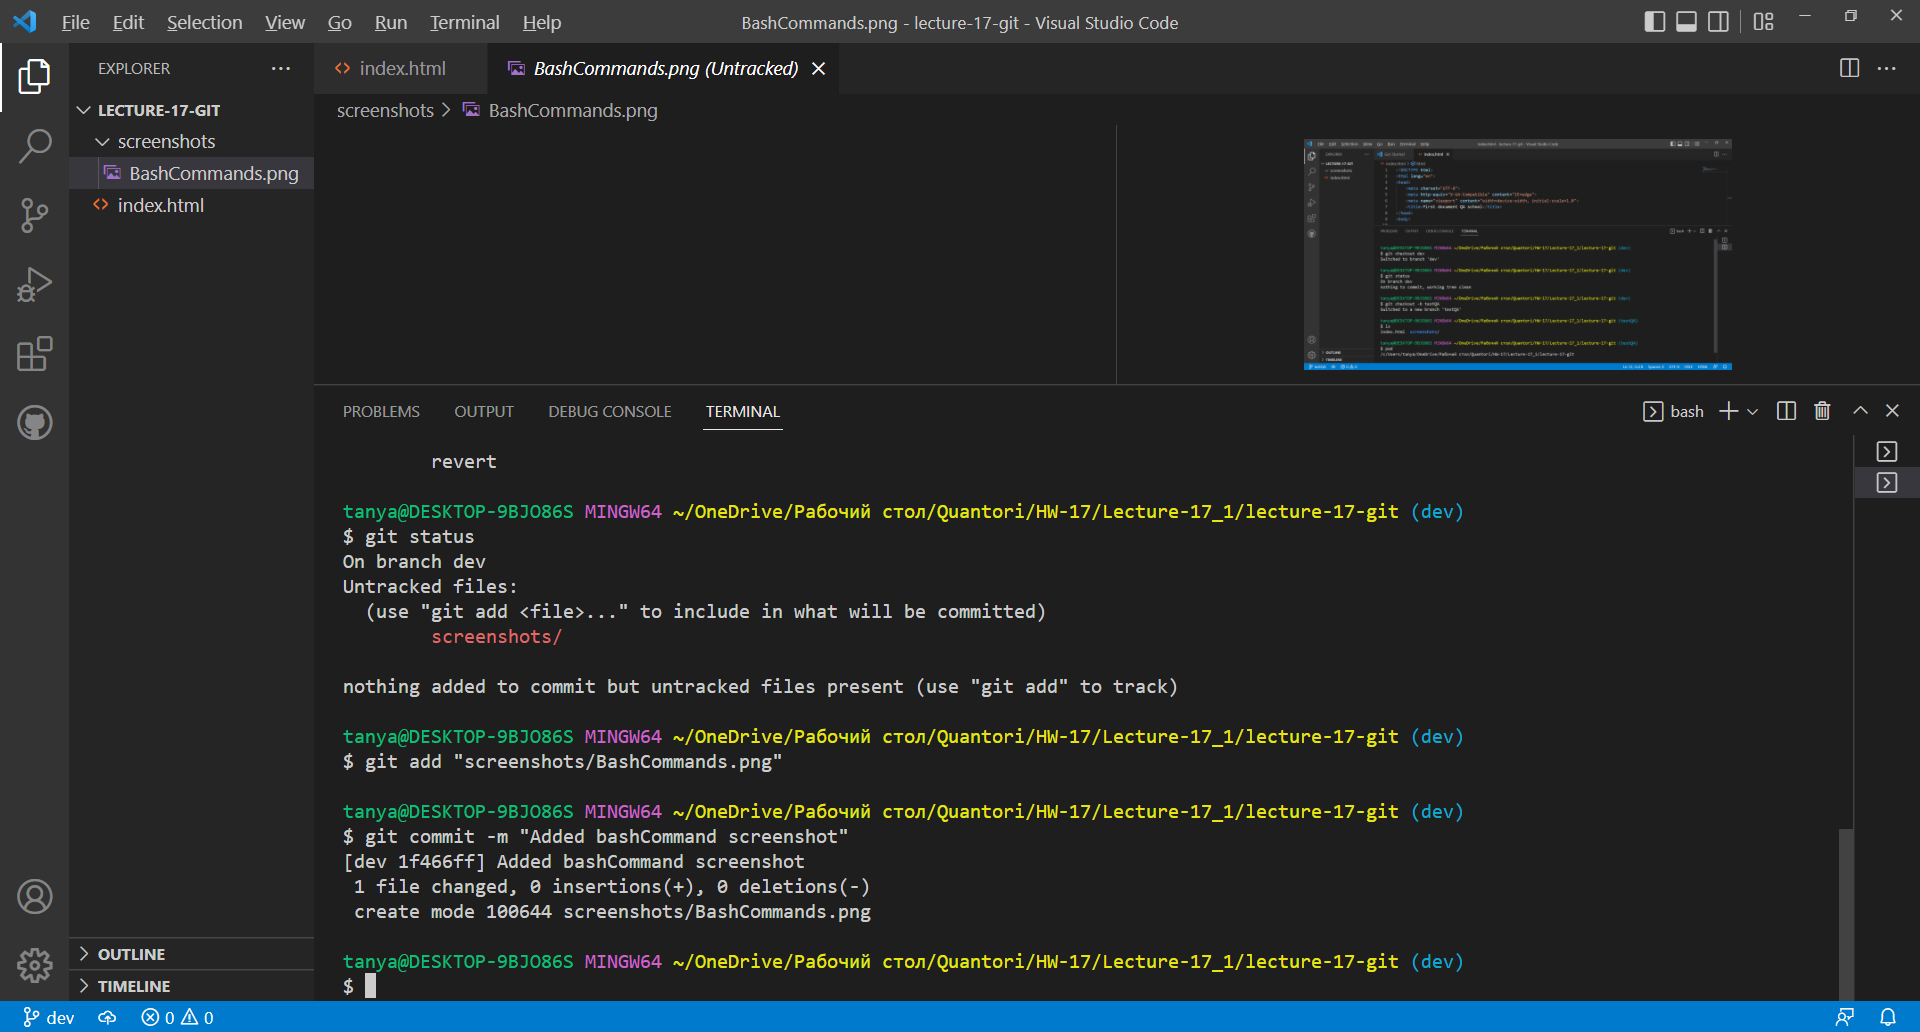 File Edit Selection View Go Run Terminal Help
BashCommands.png - lecture-17-git - Visual Studio Code
EXPLORER
LECTURE-17-GIT
screenshots
BashCommands.png
index.html
OUTLINE
TIMELINE
index.html
BashCommands.png (Untracked)
screenshots > BashCommands.png
PROBLEMS OUTPUT DEBUG CONSOLE TERMINAL
bash
revert
tanya@DESKTOP-9BJO86S MINGW64 ~/OneDrive/Рабочий стол/Quantori/HW-17/Lecture-17_1/lecture-17-git (dev)
$ git status
On branch dev
Untracked files:
(use "git add <file>..." to include in what will be committed)
screenshots/
nothing added to commit but untracked files present (use "git add" to track)
tanya@DESKTOP-9BJO86S MINGW64 ~/OneDrive/Рабочий стол/Quantori/HW-17/Lecture-17_1/lecture-17-git (dev)
$ git add "screenshots/BashCommands.png"
tanya@DESKTOP-9BJO86S MINGW64 ~/OneDrive/Рабочий стол/Quantori/HW-17/Lecture-17_1/lecture-17-git (dev)
$ git commit -m "Added bashCommand screenshot"
[dev 1f466ff] Added bashCommand screenshot
1 file changed, 0 insertions(+), 0 deletions(-)
create mode 100644 screenshots/BashCommands.png
tanya@DESKTOP-9BJO86S MINGW64 ~/OneDrive/Рабочий стол/Quantori/HW-17/Lecture-17_1/lecture-17-git (dev)
$
dev 0 0